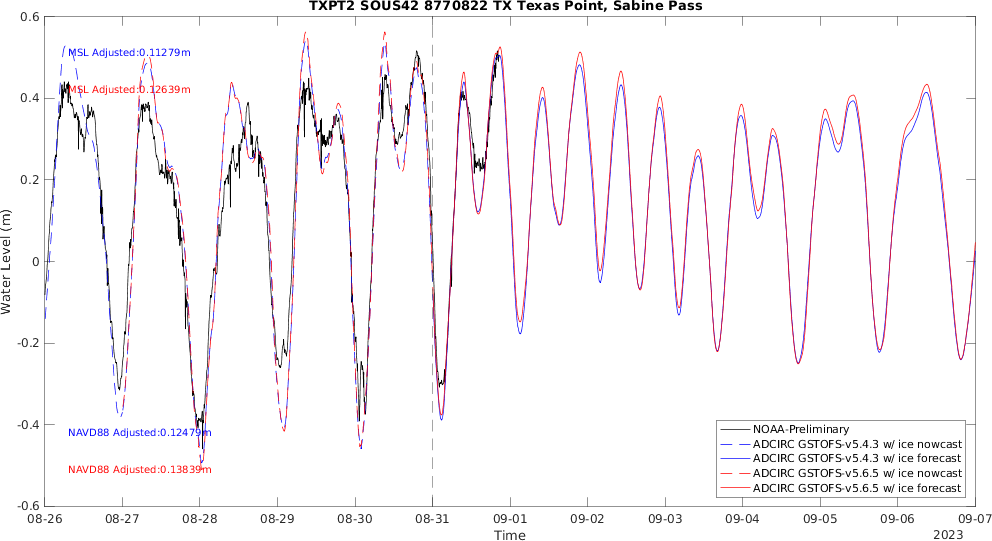 TXPT2 SOUS42 8770822 TX Texas Point, Sabine Pass
0.6
MSL Adjusted:0.11279m
MSL Adjusted:0.12639m
0.4
0.2
0
-0.2
-0.4
-0.6
Water Level (m)
NAVD88 Adjusted:0.12479m
NAVD88 Adjusted:0.13839m
NOAA-Preliminary
ADCIRC GSTOFS-v5.4.3 w/ ice nowcast
ADCIRC GSTOFS-v5.4.3 w/ ice forecast
ADCIRC GSTOFS-v5.6.5 w/ ice nowcast
ADCIRC GSTOFS-v5.6.5 w/ ice forecast
08-26 08-27 08-28 08-29 08-30 08-31 09-01 09-02 09-03 09-04 09-05 09-06 09-07
Time
2023